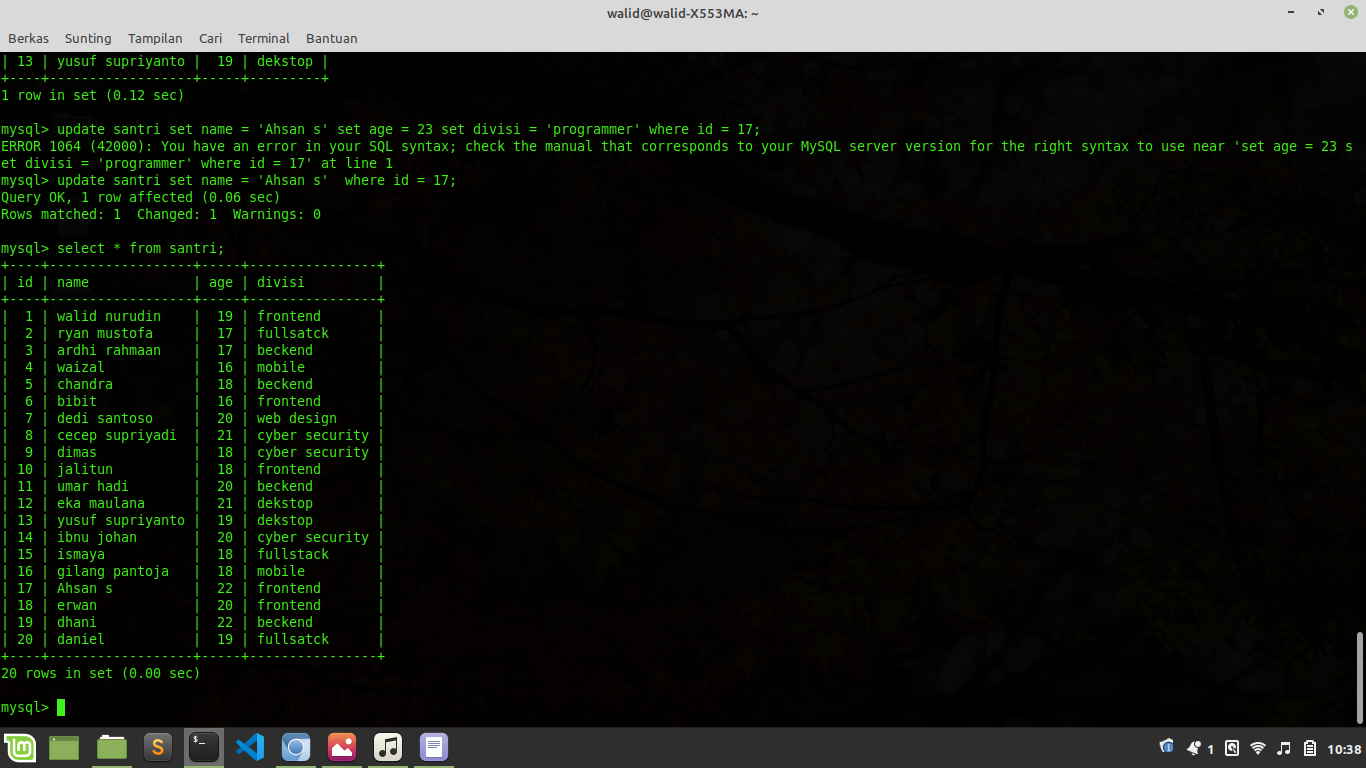 walid@walid-X553MA: ~
Berkas Sunting Tampilan Cari Terminal Bantuan
| 13 | yusuf supriyanto |  19 | dekstop |
+----+------------------+-----+---------+
1 row in set (0.12 sec)
mysql> update santri set name = 'Ahsan s' set age = 23 set divisi = 'programmer' where id = 17;
ERROR 1064 (42000): You have an error in your SQL syntax; check the manual that corresponds to your MySQL server version for the right syntax to use near 'set age = 23 s
et divisi = 'programmer' where id = 17' at line 1
mysql> update santri set name = 'Ahsan s'  where id = 17;
Query OK, 1 row affected (0.06 sec)
Rows matched: 1  Changed: 1  Warnings: 0
mysql> select * from santri;
+----+------------------+-----+----------------+
| id | name             | age | divisi         |
+----+------------------+-----+----------------+
|  1 | walid nurudin    |  19 | frontend       |
|  2 | ryan mustofa     |  17 | fullsatck      |
|  3 | ardhi rahmaan    |  17 | beckend        |
|  4 | waizal           |  16 | mobile         |
|  5 | chandra          |  18 | beckend        |
|  6 | bibit            |  16 | frontend       |
|  7 | dedi santoso     |  20 | web design     |
|  8 | cecep supriyadi  |  21 | cyber security |
|  9 | dimas            |  18 | cyber security |
| 10 | jalitun          |  18 | frontend       |
| 11 | umar hadi        |  20 | beckend        |
| 12 | eka maulana      |  21 | dekstop        |
| 13 | yusuf supriyanto |  19 | dekstop        |
| 14 | ibnu johan       |  20 | cyber security |
| 15 | ismaya           |  18 | fullstack      |
| 16 | gilang pantoja   |  18 | mobile         |
| 17 | Ahsan s          |  22 | frontend       |
| 18 | erwan            |  20 | frontend       |
| 19 | dhani            |  22 | beckend        |
| 20 | daniel           |  19 | fullsatck      |
+----+------------------+-----+----------------+
20 rows in set (0.00 sec)
mysql>
1 10:38